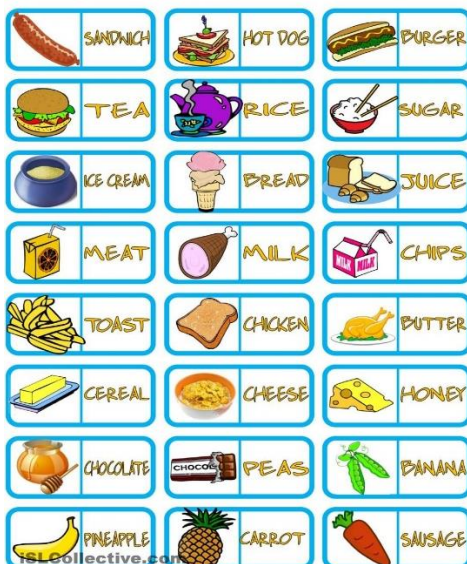 SANDWICH HOT DOG BURGER
TEA RICE SUGAR
ICE CREAM BREAD JUICE
MEAT MILK MILK MILK CHIPS
TOAST CHICKEN BUTTER
CEREAL CHEESE HONEY
CHOCOLATE CHOCOL PEAS BANANA
PINEAPPLE CARROT SAUSAGE
iSLCollective.com